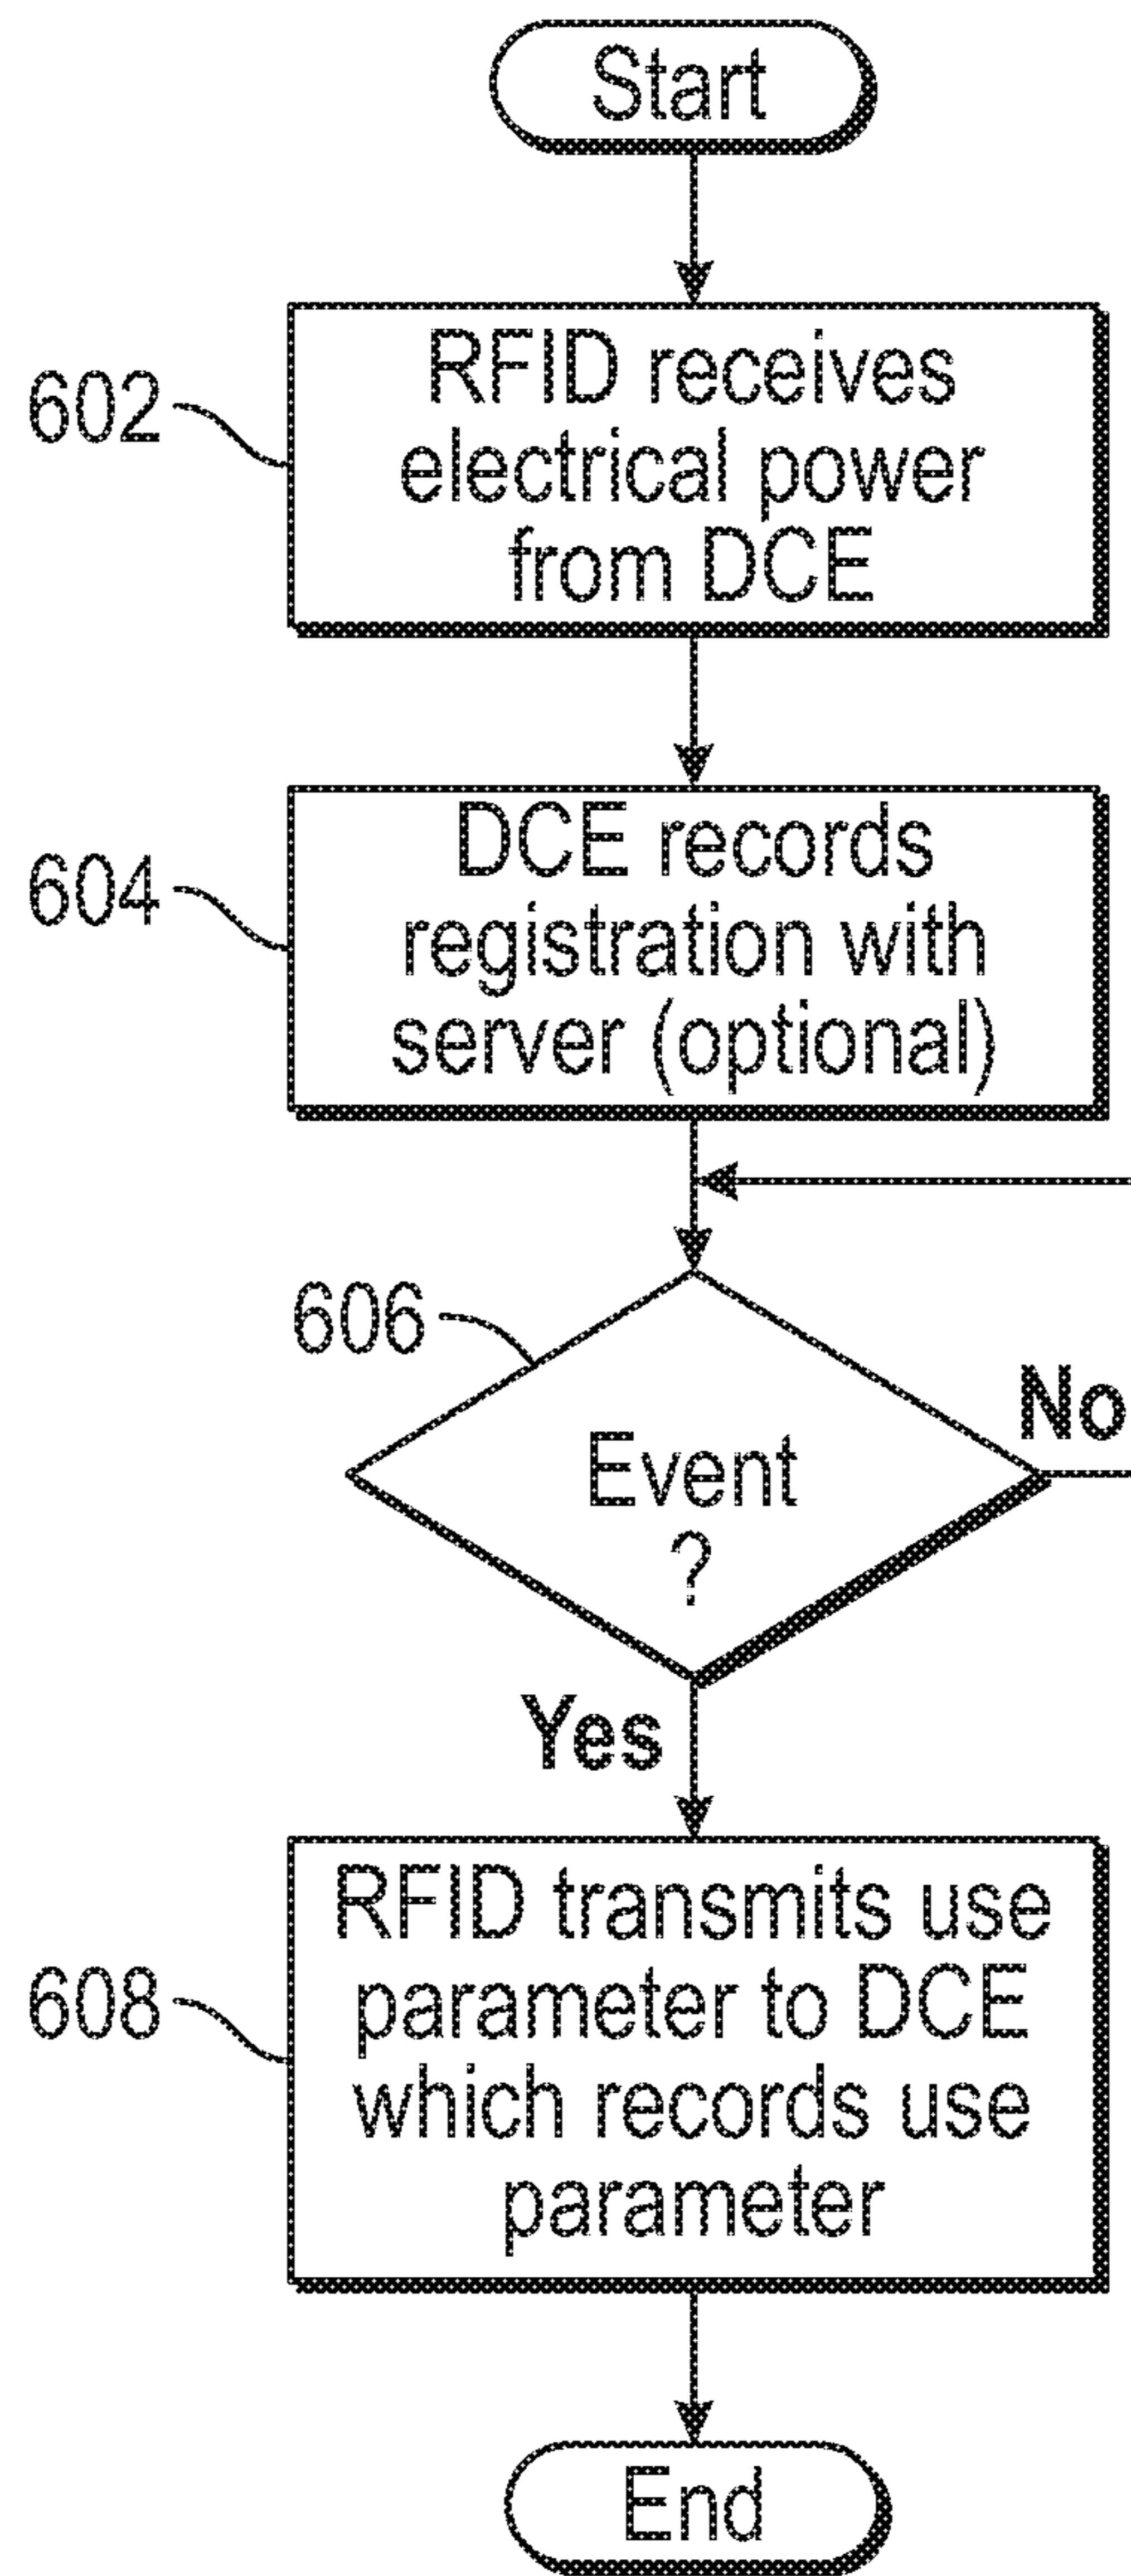 Start
602
RFID receives
electrical power
from DCE
604
DCE records
registration with
server (optional)
606
Event
?
No
Yes
608
RFID transmits use
parameter to DCE
which records use
parameter
End